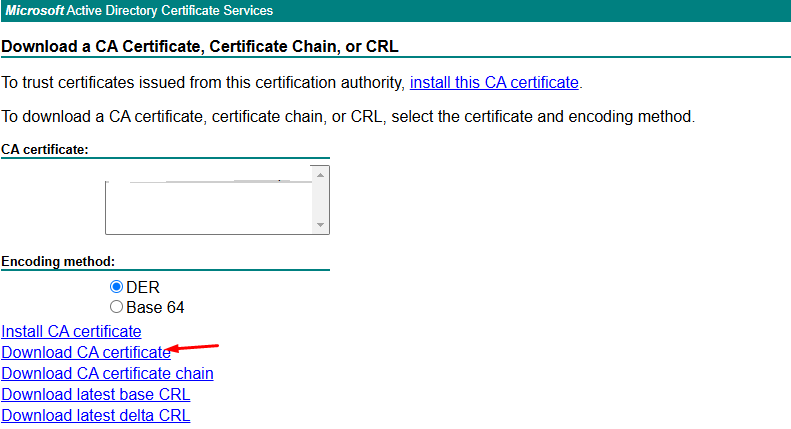 Microsoft Active Directory Certificate Services
Download a CA Certificate, Certificate Chain, or CRL
To trust certificates issued from this certification authority, install this CA certificate.
To download a CA certificate, certificate chain, or CRL, select the certificate and encoding method.
CA certificate:
Encoding method:
DER
Base 64
Install CA certificate
Download CA certificate
Download CA certificate chain
Download latest base CRL
Download latest delta CRL